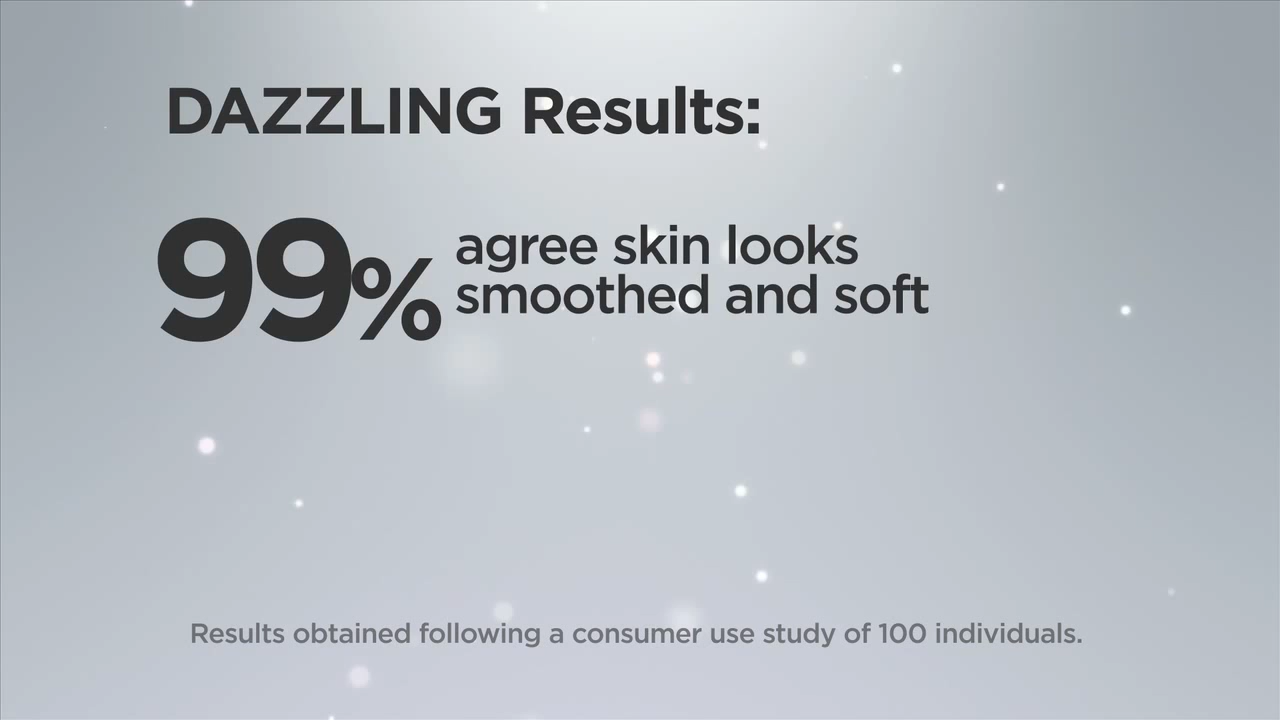 DAZZLING Results:
99% agree skin looks
smoothed and soft
Results obtained following a consumer use study of 100 individuals.